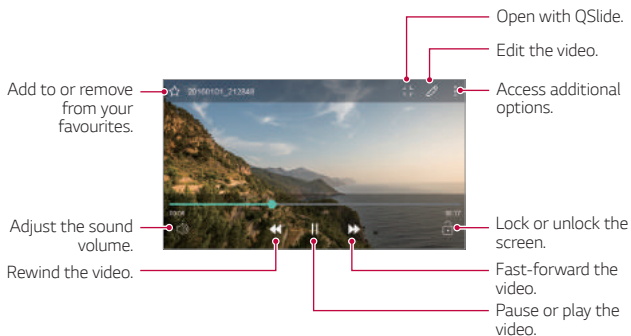 Open with QSlide.
Edit the video.
Add to or remove
from your
favourites.
20160101_212848
Access additional
options.
Adjust the sound
volume.
Rewind the video.
Lock or unlock the
screen.
Fast-forward the
video.
Pause or play the
video.